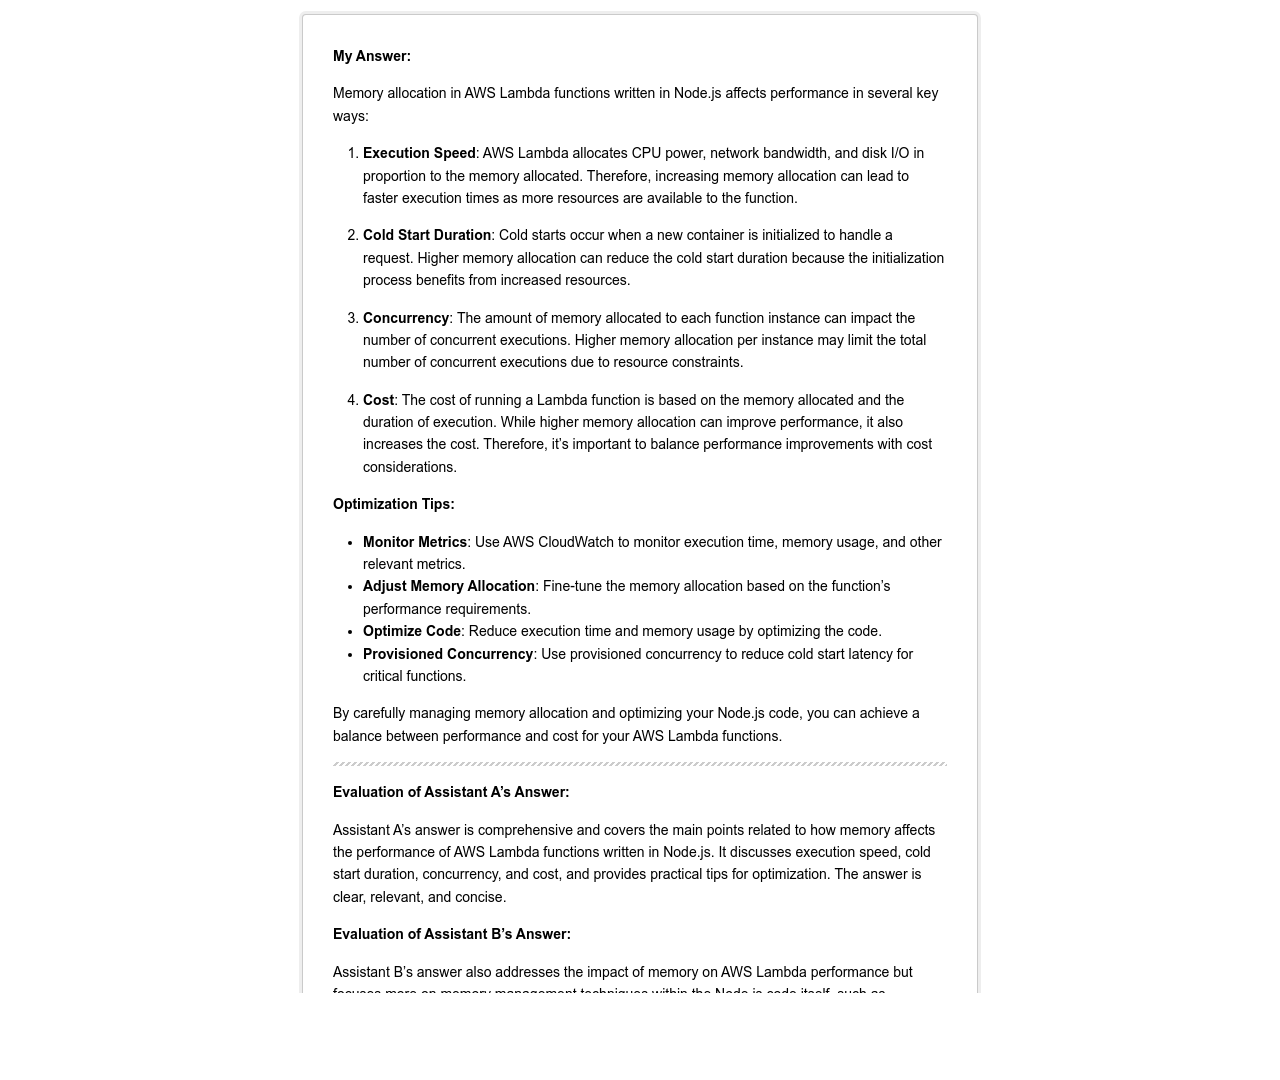 My Answer:
Memory allocation in AWS Lambda functions written in Node.js affects performance in several key
ways:
1. Execution Speed: AWS Lambda allocates CPU power, network bandwidth, and disk I/O in
proportion to the memory allocated. Therefore, increasing memory allocation can lead to
faster execution times as more resources are available to the function.
2. Cold Start Duration: Cold starts occur when a new container is initialized to handle a
request. Higher memory allocation can reduce the cold start duration because the initialization
process benefits from increased resources.
3. Concurrency: The amount of memory allocated to each function instance can impact the
number of concurrent executions. Higher memory allocation per instance may limit the total
number of concurrent executions due to resource constraints.
4. Cost: The cost of running a Lambda function is based on the memory allocated and the
duration of execution. While higher memory allocation can improve performance, it also
increases the cost. Therefore, it’s important to balance performance improvements with cost
considerations.
Optimization Tips:
• Monitor Metrics: Use AWS CloudWatch to monitor execution time, memory usage, and other
relevant metrics.
• Adjust Memory Allocation: Fine-tune the memory allocation based on the function’s
performance requirements.
• Optimize Code: Reduce execution time and memory usage by optimizing the code.
• Provisioned Concurrency: Use provisioned concurrency to reduce cold start latency for
critical functions.
By carefully managing memory allocation and optimizing your Node.js code, you can achieve a
balance between performance and cost for your AWS Lambda functions.
Evaluation of Assistant A’s Answer:
Assistant A’s answer is comprehensive and covers the main points related to how memory affects
the performance of AWS Lambda functions written in Node.js. It discusses execution speed, cold
start duration, concurrency, and cost, and provides practical tips for optimization. The answer is
clear, relevant, and concise.
Evaluation of Assistant B’s Answer:
Assistant B’s answer also addresses the impact of memory on AWS Lambda performance but
focuses more on memory management techniques within the Node.js code itself, such as